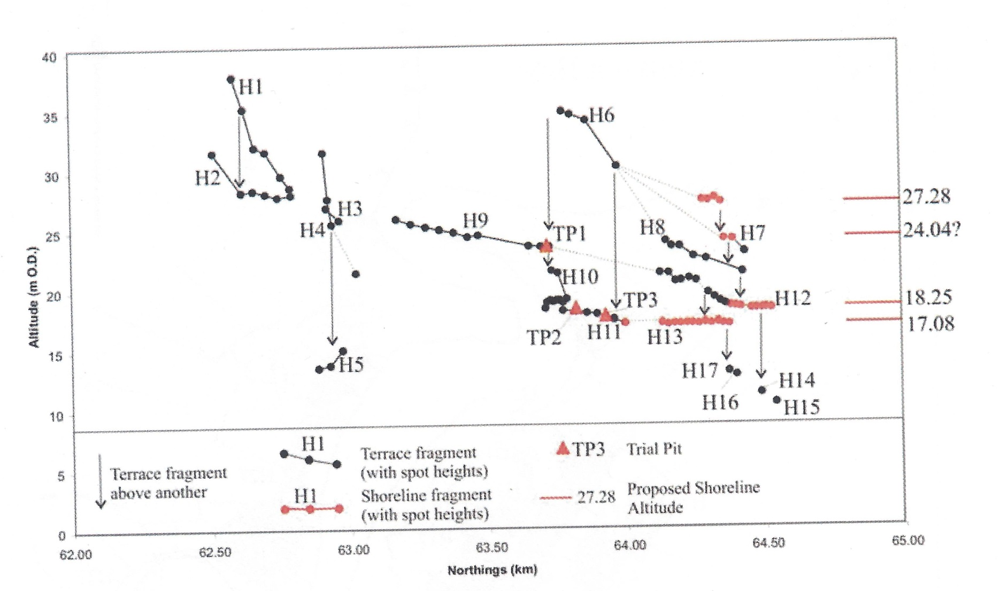 40
35
30
25
20
15
10
5
0
Altitude (m O.D.)
H1
H2
H3
H4
H5
H6
H7
H8
H9
TP1
H10
TP2
H11
TP3
H12
H13
H17
H16
H14
H15
27.28
24.04?
18.25
17.08
Terrace fragment
above another
H1
Terrace fragment
(with spot heights)
H1
Shoreline fragment
(with spot heights)
TP3 Trial Pit
27.28 Proposed Shoreline
Altitude
62.00 62.50 63.00 63.50 64.00 64.50 65.00
Northings (km)